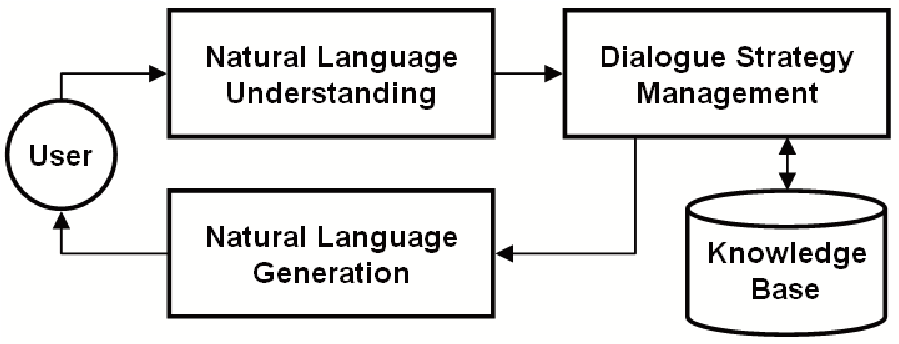 Natural Language
Understanding
Dialogue Strategy
Management
User
Natural Language
Generation
Knowledge
Base